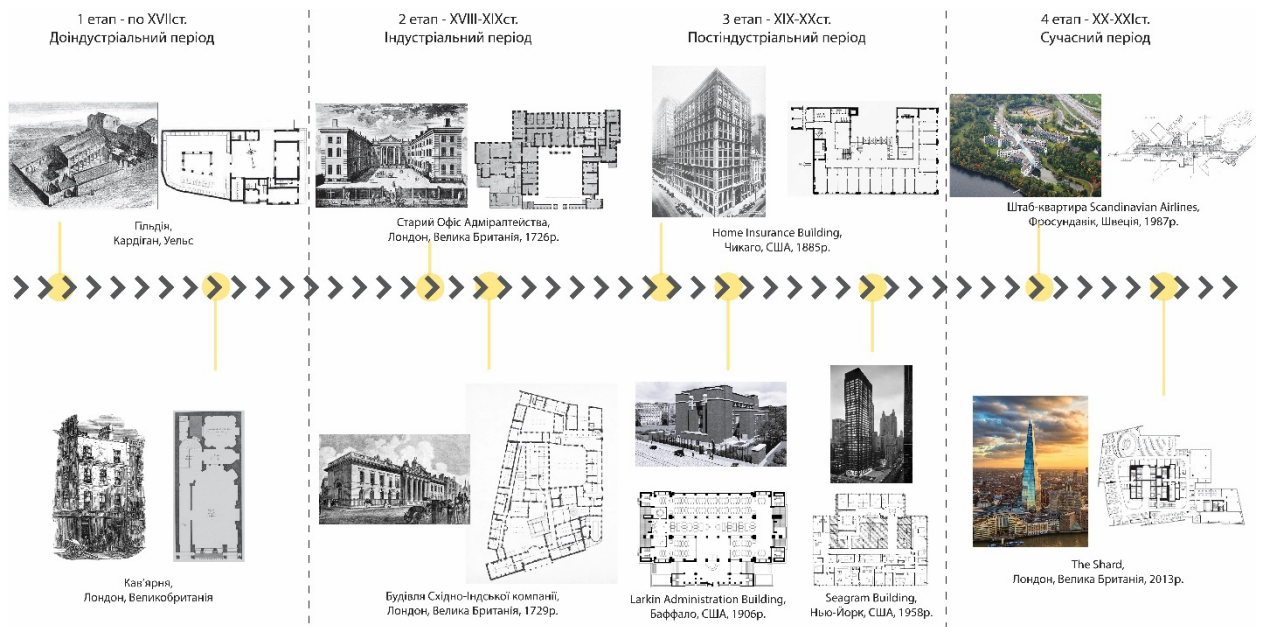 1 етап - по XVIIст.
Доіндустріальний період
2 етап - XVIII-XIXст.
Індустріальний період
3 етап - XIX-XXст.
Постіндустріальний період
4 етап - XX-XXIст.
Сучасний період
Гільдія,
Кардіган, Уельс
Старий Офіс Адміралтейства,
Лондон, Велика Британія, 1726р.
Home Insurance Building,
Чикаго, США, 1885р.
Штаб-квартира Scandinavian Airlines,
Фросундавік, Швеція, 1987р.
Кав'ярня,
Лондон, Великобританія
Будівля Східно-Індської компанії,
Лондон, Велика Британія, 1729р.
Larkin Administration Building,
Баффало, США, 1906р.
Seagram Building,
Нью-Йорк, США, 1958р.
The Shard,
Лондон, Велика Британія, 2013р.